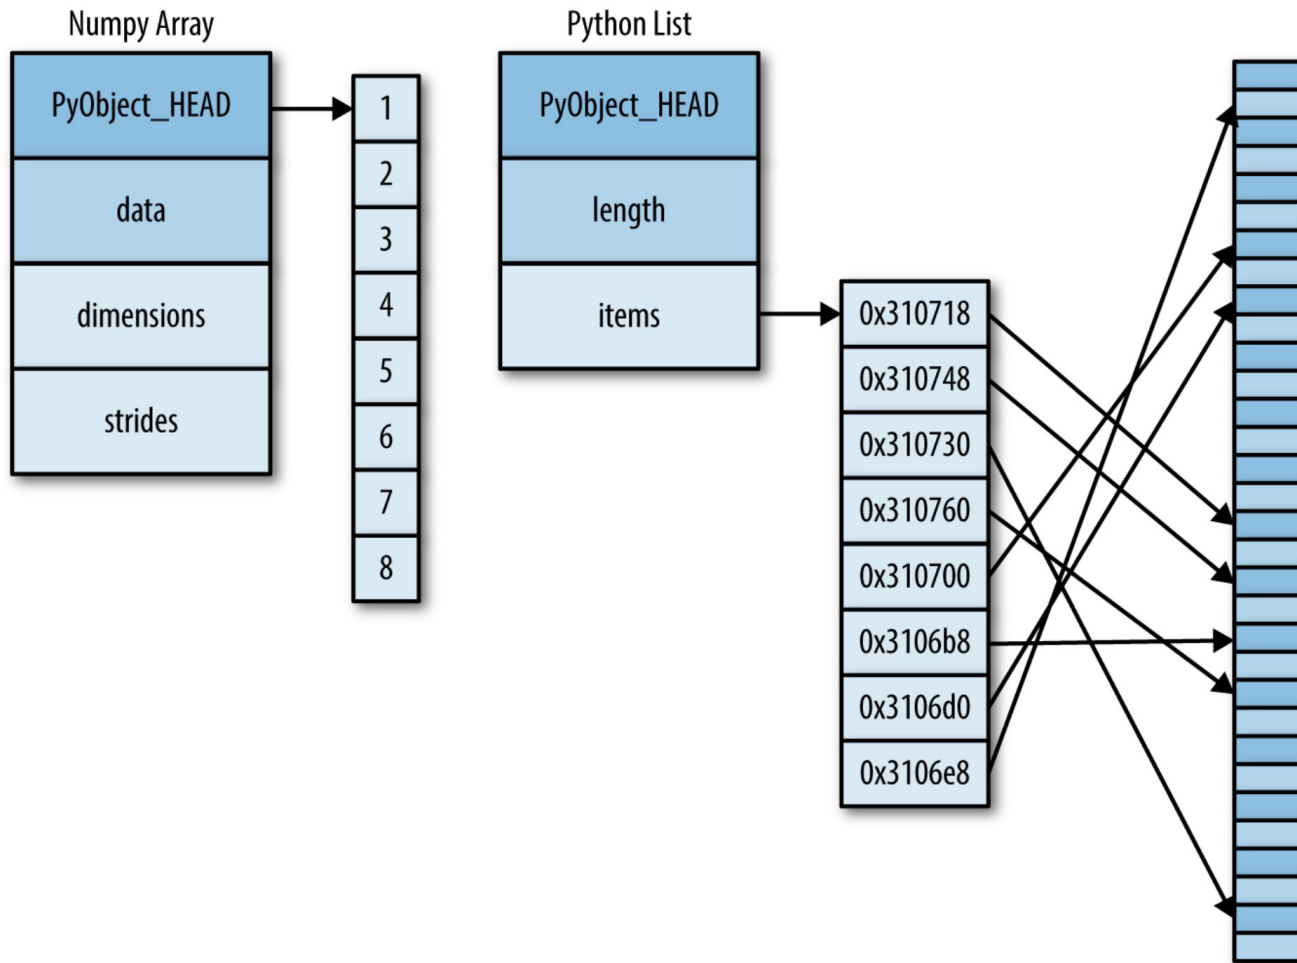 Numpy Array
PyObject_HEAD
data
dimensions
strides
1
2
3
4
5
6
7
8
Python List
PyObject_HEAD
length
items
0x310718
0x310748
0x310730
0x310760
0x310700
0x3106b8
0x3106d0
0x3106e8